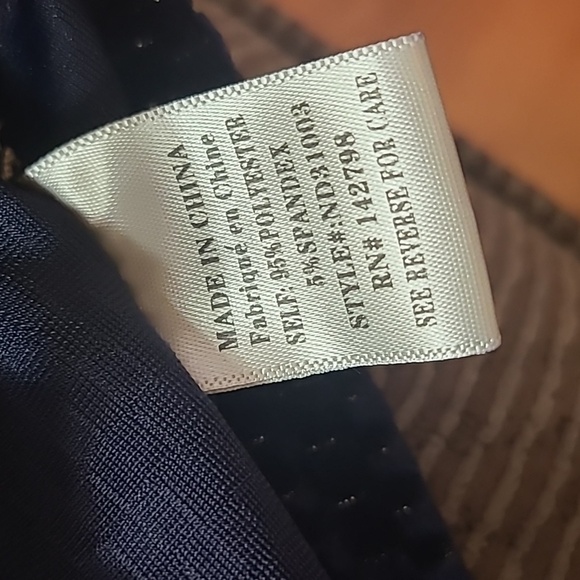 MADE IN CHINA
Fabriqué en Chine
SELF: 95%POLYESTER
5%SPANDEX
STYLE#:ND31003
RN# 142798
SEE REVERSE FOR CARE